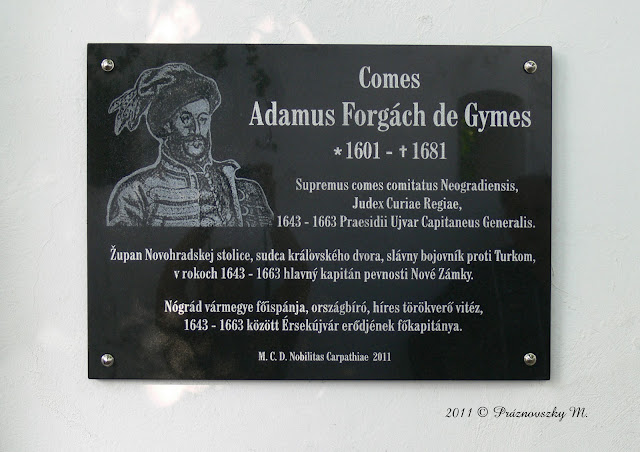 Comes
Adamus Forgách de Gymes
* 1601 - † 1681
Supremus comes comitatus Neogradiensis,
Judex Curiae Regiae,
1643 - 1663 Praesidii Ujvar Capitaneus Generalis.
Župan Novohradskej stolice, sudca kráľovského dvora, slávny bojovník proti Turkom,
v rokoch 1643 - 1663 hlavný kapitán pevnosti Nové Zámky.
Nógrád vármegye főispánja, országbíró, híres törökverő vitéz,
1643 - 1663 között Érsekújvár erődjének főkapitánya.
M. C. D. Nobilitas Carpathiae 2011
2011 © Práznovszky M.